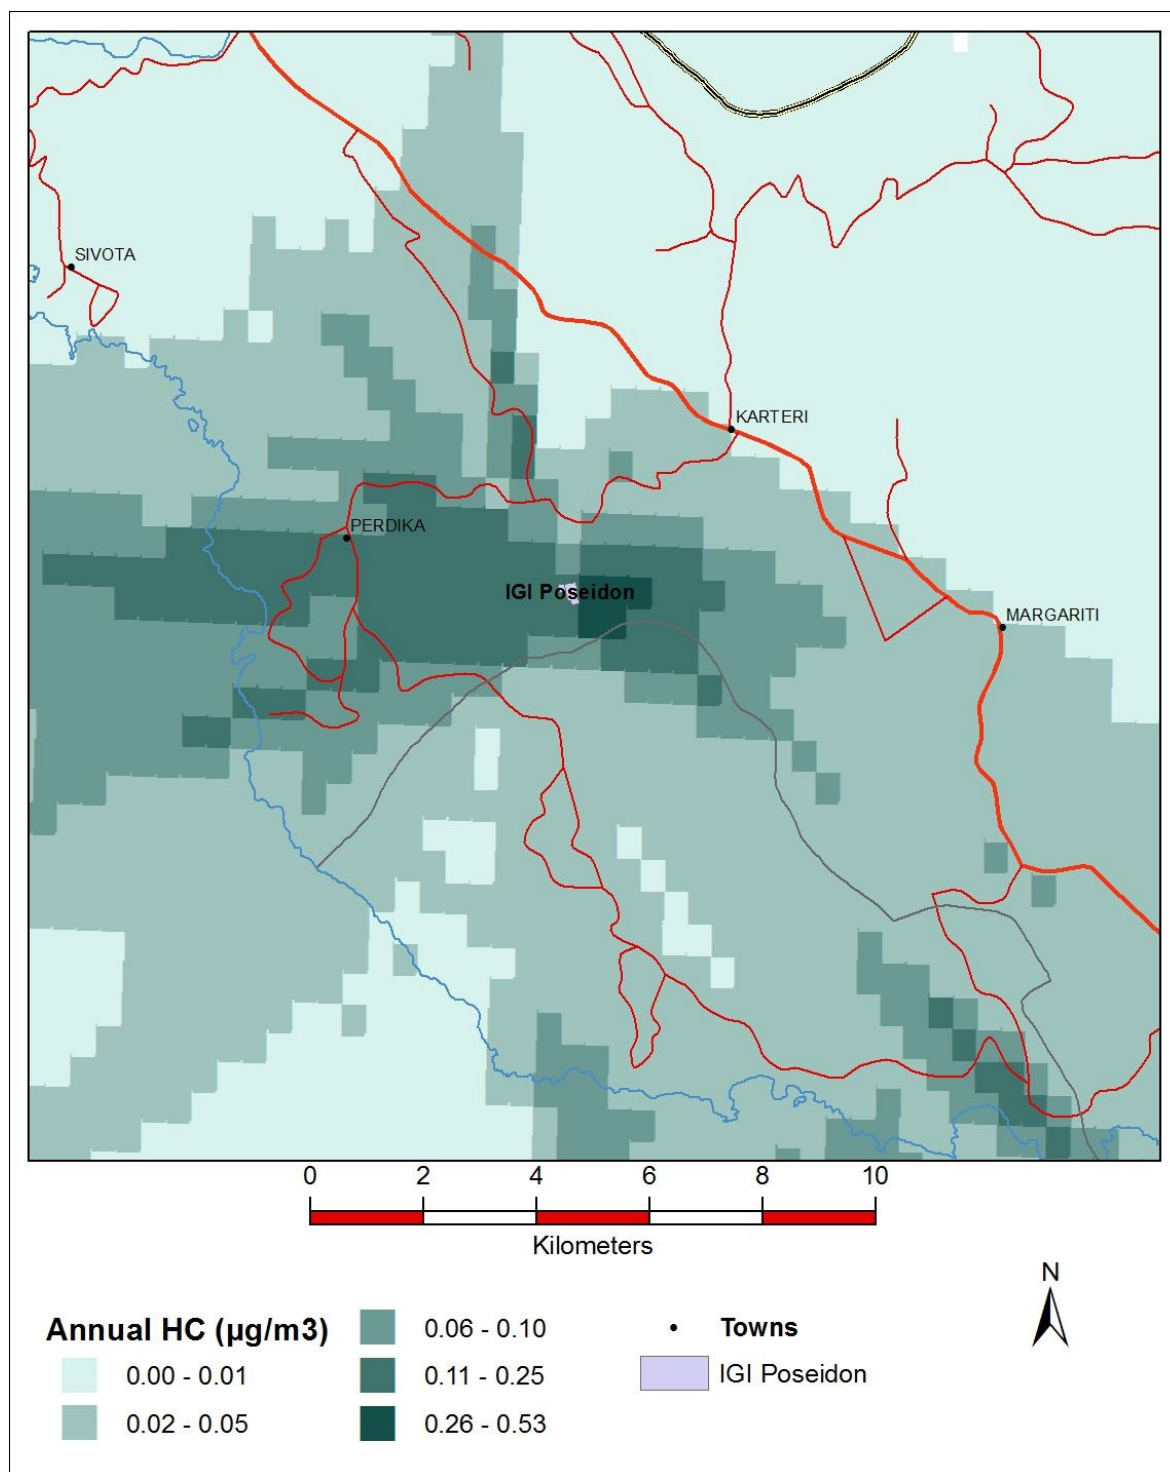 SIVOTA
KARTERI
PERDIKA
IGI Poseidon
MARGARITI
0 2 4 6 8 10
Kilometers
N
Annual HC (µg/m3)
0.00 - 0.01
0.02 - 0.05
0.06 - 0.10
0.11 - 0.25
0.26 - 0.53
Towns
IGI Poseidon